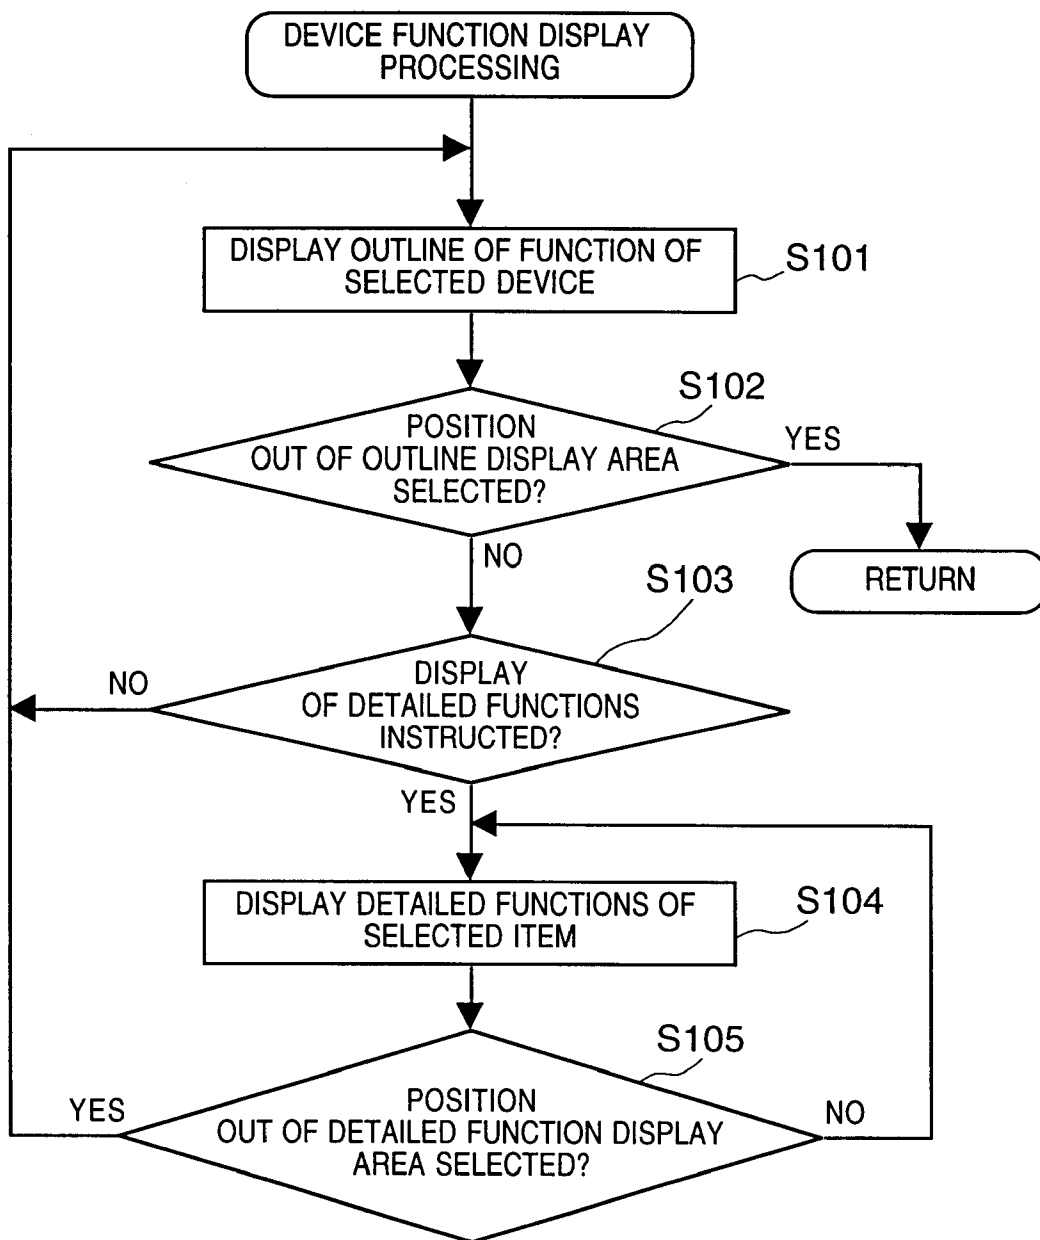 DEVICE FUNCTION DISPLAY
PROCESSING
DISPLAY OUTLINE OF FUNCTION OF
SELECTED DEVICE
S101
S102
POSITION
OUT OF OUTLINE DISPLAY AREA
SELECTED?
YES
NO
RETURN
S103
DISPLAY
OF DETAILED FUNCTIONS
INSTRUCTED?
NO
YES
DISPLAY DETAILED FUNCTIONS OF
SELECTED ITEM
S104
S105
POSITION
OUT OF DETAILED FUNCTION DISPLAY
AREA SELECTED?
YES
NO